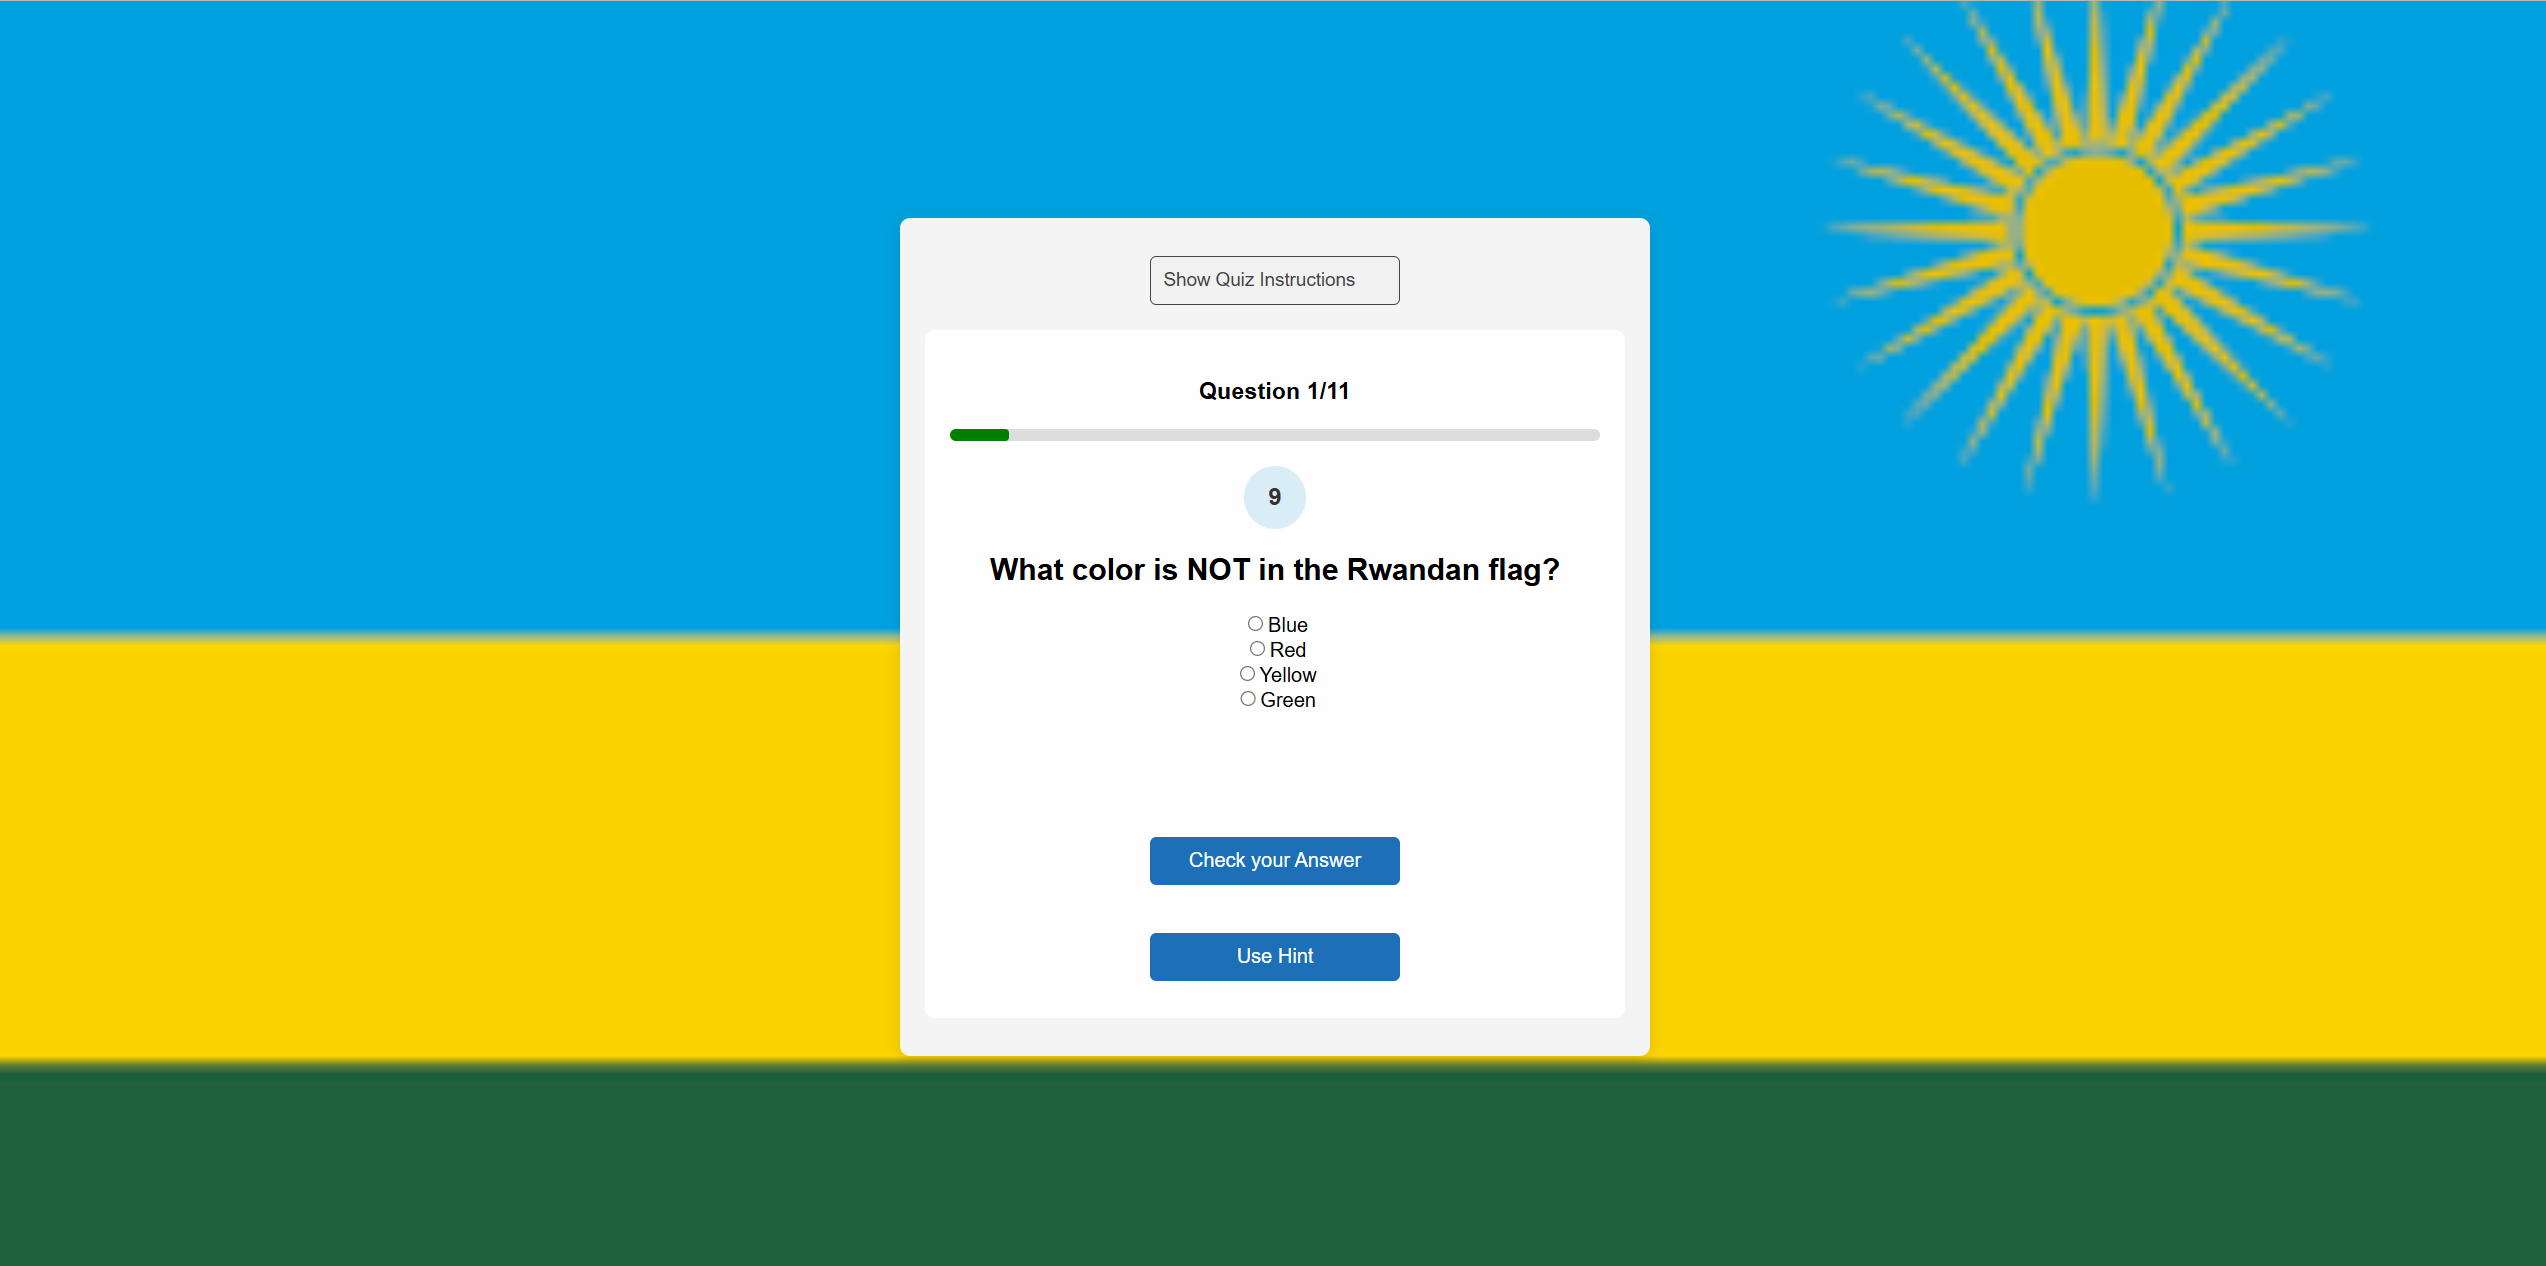 Show Quiz Instructions
Question 1/11
9
What color is NOT in the Rwandan flag?
Blue
Red
Yellow
Green
Check your Answer
Use Hint